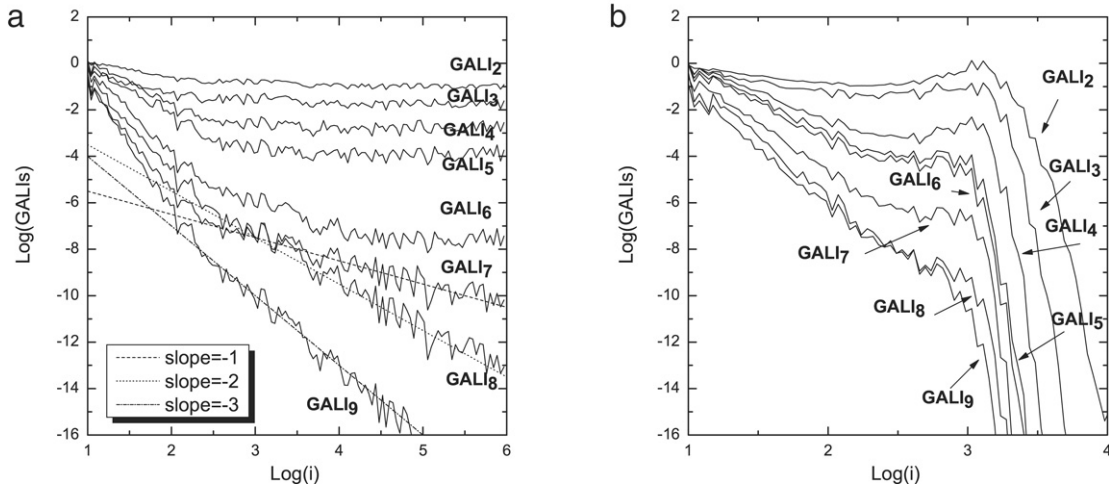 a
2
0
-2
-4
-6
-8
-10
-12
-14
-16
Log(GALIs)
GALI2
GALI3
GALI4
GALI5
GALI6
GALI7
GALI8
GALI9
slope=-1
slope=-2
slope=-3
1 2 3 4 5 6
Log(i)
b
2
0
-2
-4
-6
-8
-10
-12
-14
-16
Log(GALIs)
GALI2
GALI3
GALI6
GALI4
GALI7
GALI8
GALI5
GALI9
1 2 3 4
Log(i)